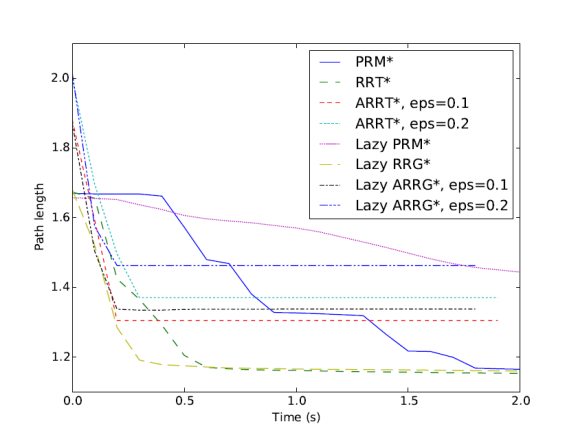 2.0
1.8
1.6
1.4
1.2
Path length
0.0 0.5 1.0 1.5 2.0
Time (s)
PRM*
RRT*
ARRT*, eps=0.1
ARRT*, eps=0.2
Lazy PRM*
Lazy RRG*
Lazy ARRG*, eps=0.1
Lazy ARRG*, eps=0.2